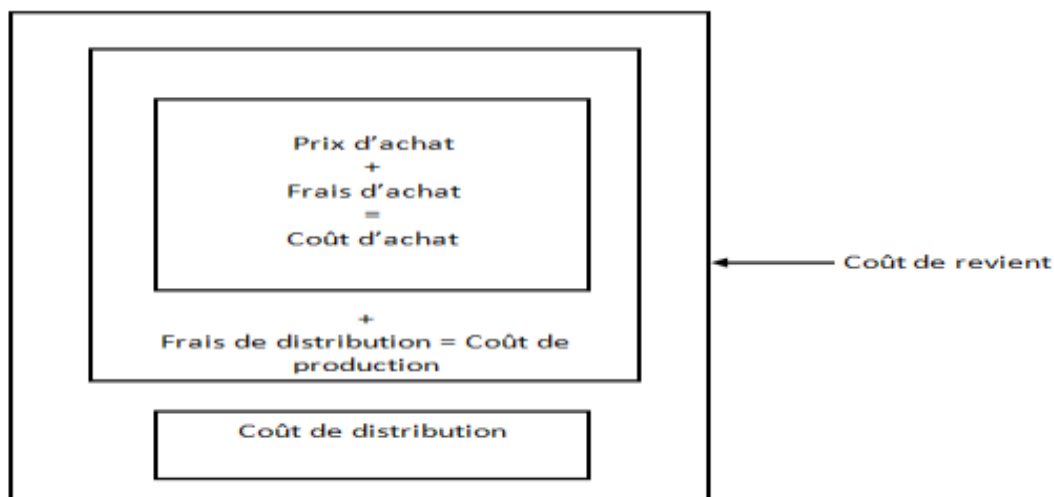 Prix d'achat
+
Frais d'achat
=
Coût d'achat
Coût de revient
+
Frais de distribution = Coût de
production
Coût de distribution